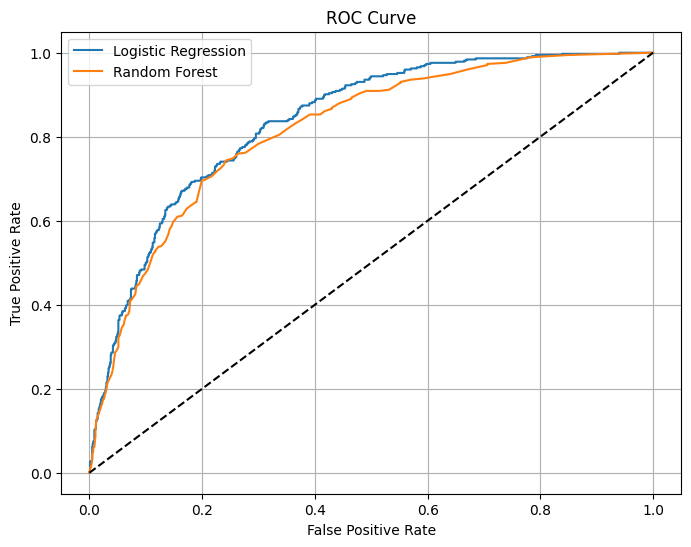 ROC Curve
Logistic Regression
Random Forest
True Positive Rate
1.0
0.8
0.6
0.4
0.2
0.0
0.0 0.2 0.4 0.6 0.8 1.0
False Positive Rate